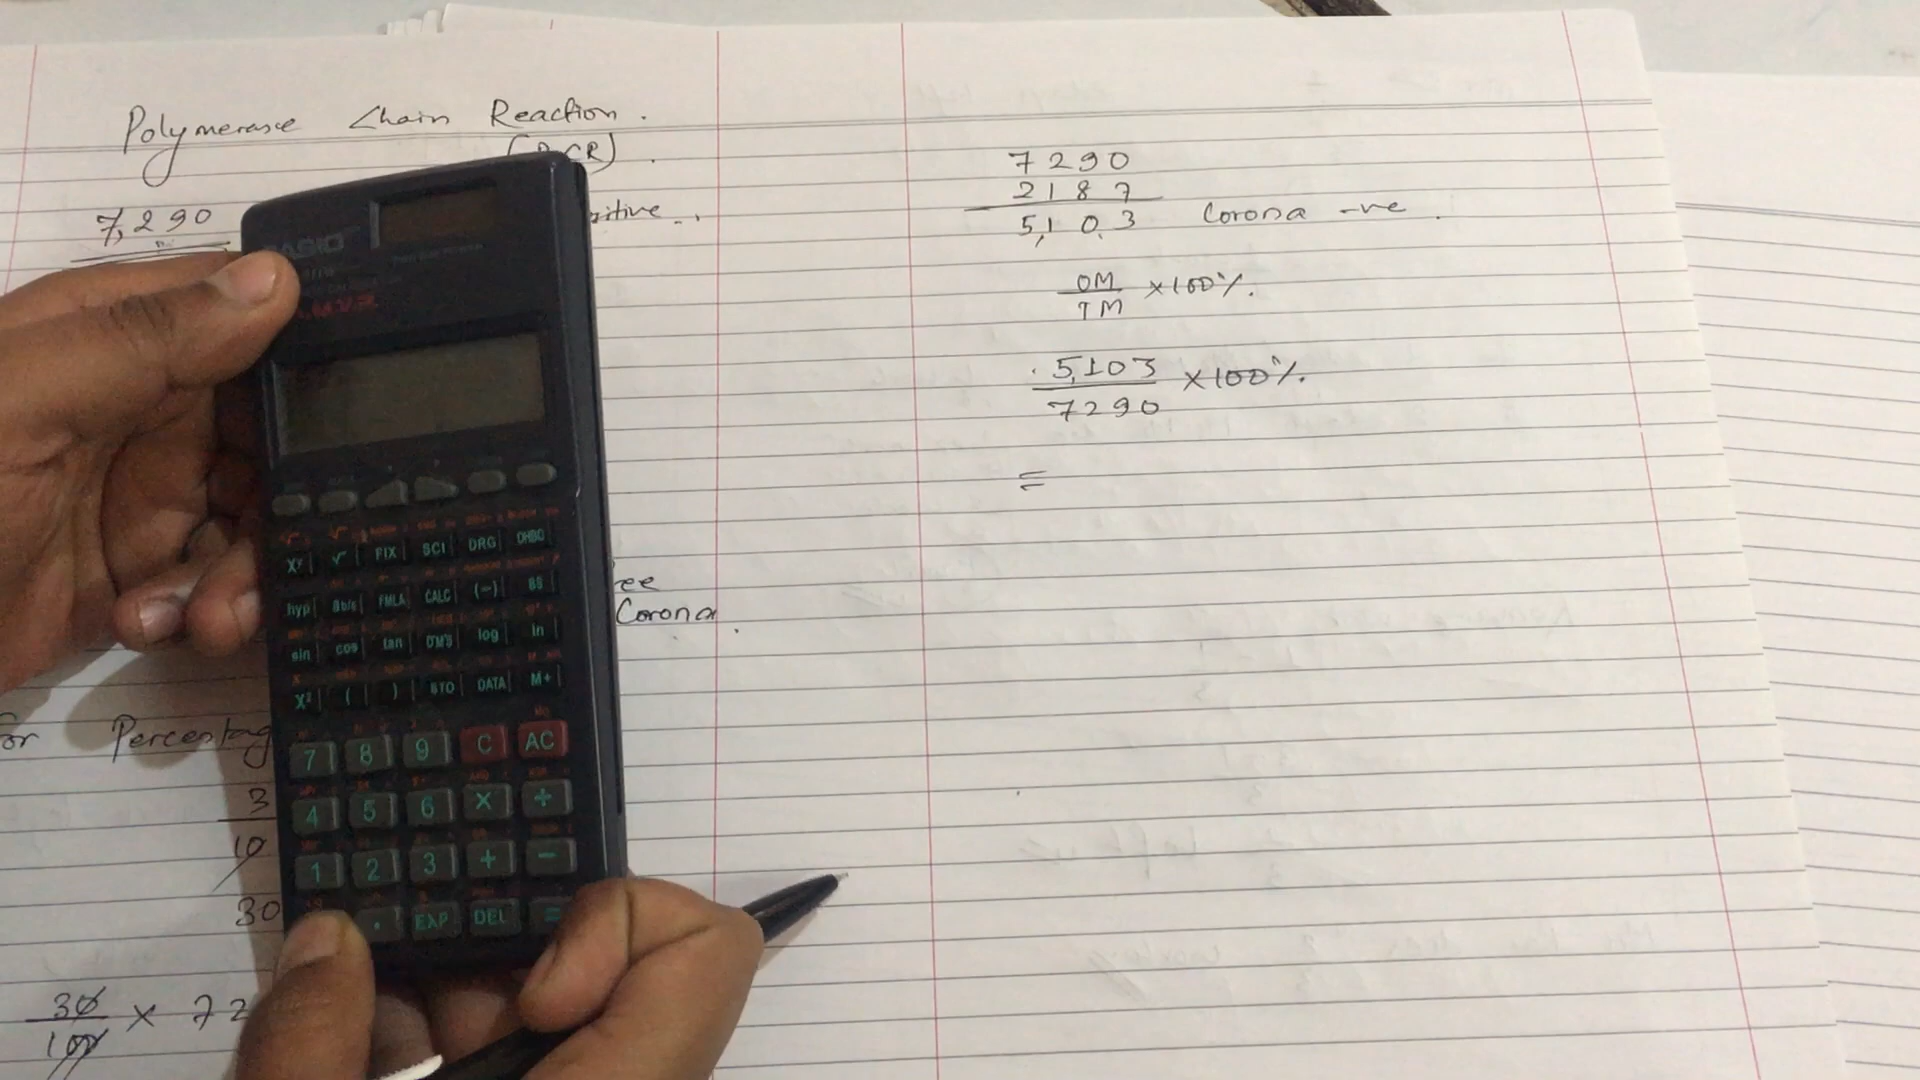 Polymerase Chain Reaction.
7,290
sitive
ee
Corona.
For Percentag
3
10
30
30
100 × 72
7290
2187
5,103 Corona -ve.
OM
TM ×100%.
5,103
7290 ×100%.
=
CASIO
X^y √ FIX SCI DRG DHBO
hyp ab/c FMLA CALC (-) BS
sin cos tan O'M'S log ln
X² ( ) STO DATA M+
7 8 9 C AC
4 5 6 × ÷
1 2 3 + -
. EXP DEL =